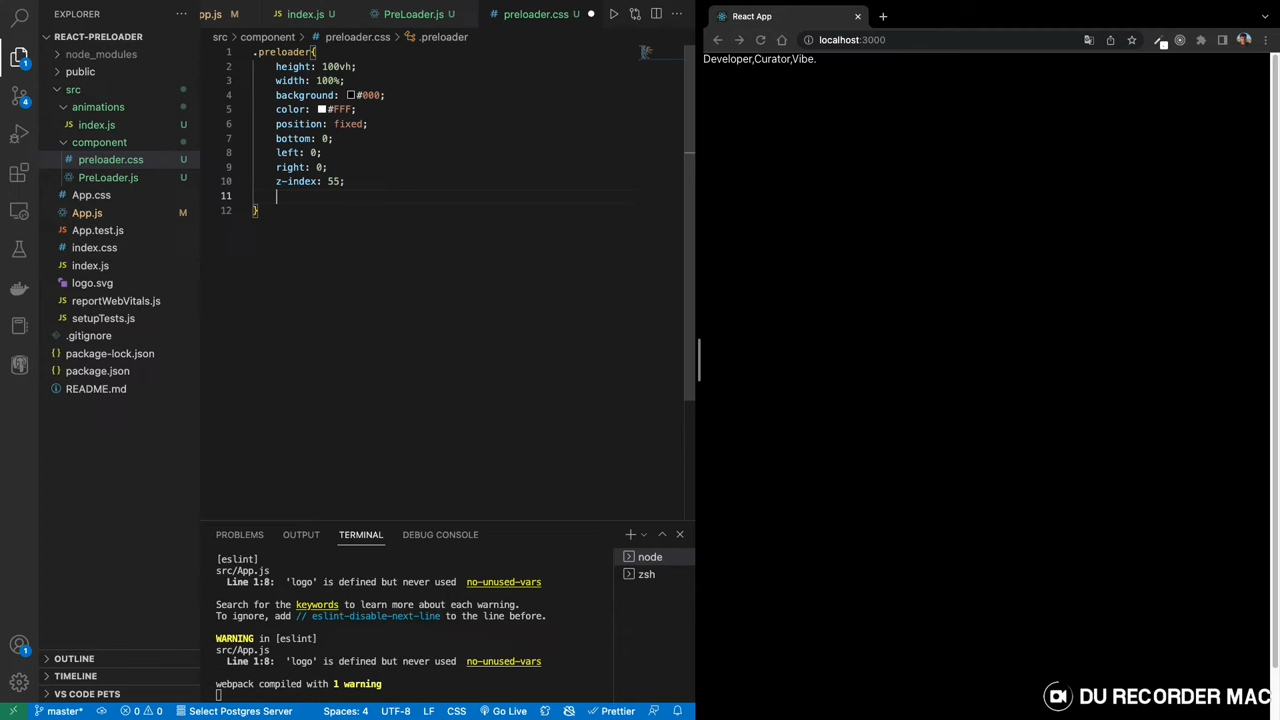 EXPLORER
REACT-PRELOADER
node_modules
public
src
animations
index.js U
component
preloader.css U
PreLoader.js U
App.css
App.js M
App.test.js
index.css
index.js
logo.svg
reportWebVitals.js
setupTests.js
.gitignore
package-lock.json
package.json
README.md
OUTLINE
TIMELINE
VS CODE PETS
1
4
1
pp.js M
index.js U
PreLoader.js U
preloader.css U
src > component > # preloader.css > .preloader
1 .preloader{
2 height: 100vh;
3 width: 100%;
4 background: #000;
5 color: #FFF;
6 position: fixed;
7 bottom: 0;
8 left: 0;
9 right: 0;
10 z-index: 55;
11
12 }
PROBLEMS OUTPUT TERMINAL DEBUG CONSOLE
[eslint]
src/App.js
Line 1:8: 'logo' is defined but never used no-unused-vars
Search for the keywords to learn more about each warning.
To ignore, add // eslint-disable-next-line to the line before.
WARNING in [eslint]
src/App.js
Line 1:8: 'logo' is defined but never used no-unused-vars
webpack compiled with 1 warning
node
zsh
master* 0 0 Select Postgres Server Spaces: 4 UTF-8 LF CSS Go Live Prettier
React App
localhost:3000
Developer,Curator,Vibe.
DU RECORDER MAC